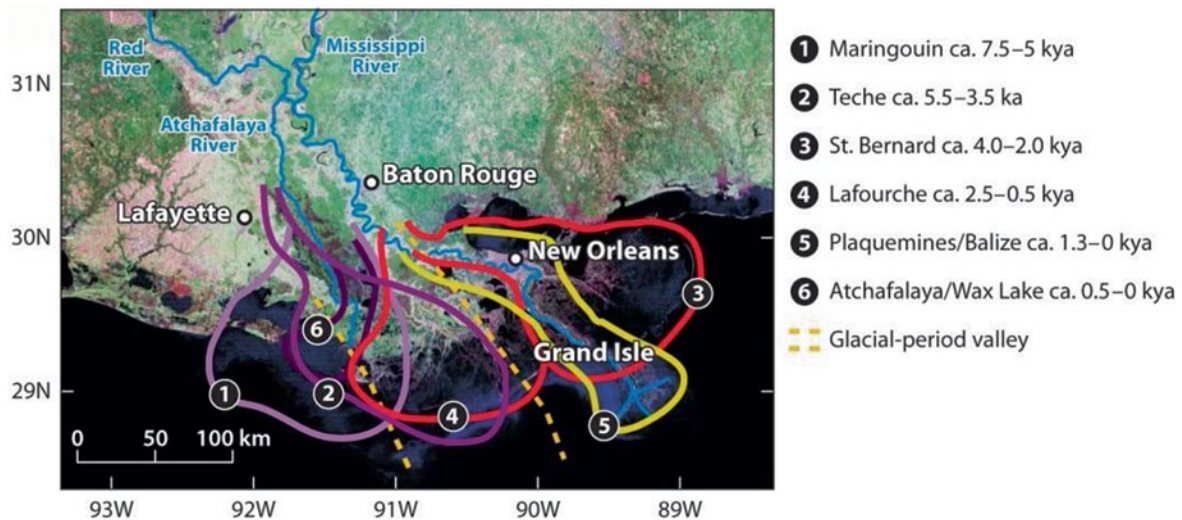 31N
30N
29N
93W
92W
91W
90W
89W
Red
River
Mississippi
River
Atchafalaya
River
Baton Rouge
Lafayette
New Orleans
Grand Isle
1
2
3
4
5
6
0 50 100 km
1 Maringouin ca. 7.5–5 kya
2 Teche ca. 5.5–3.5 ka
3 St. Bernard ca. 4.0–2.0 kya
4 Lafourche ca. 2.5–0.5 kya
5 Plaquemines/Balize ca. 1.3–0 kya
6 Atchafalaya/Wax Lake ca. 0.5–0 kya
Glacial-period valley